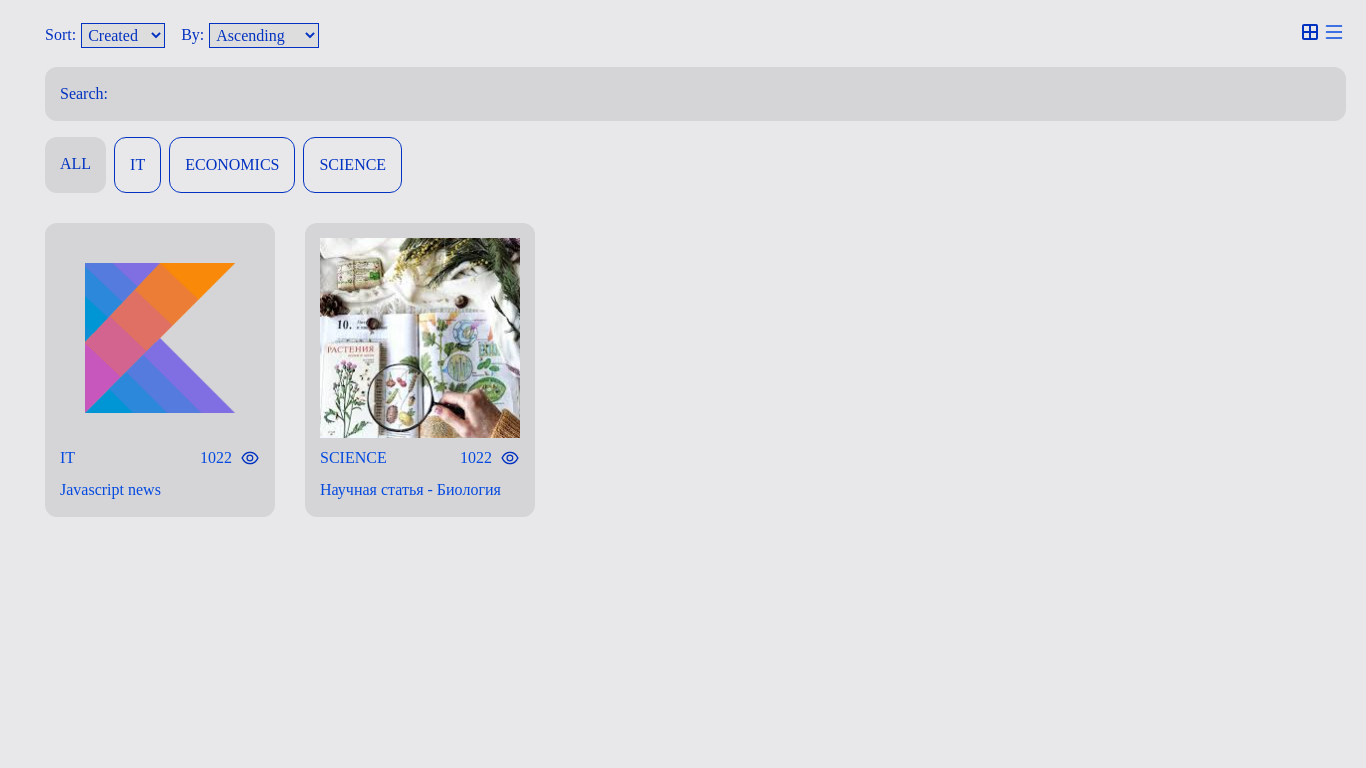 Sort: Created By: Ascending
Search:
ALL IT ECONOMICS SCIENCE
10.
РАСТЕНИЯ
IT 1022 SCIENCE 1022
Javascript news Научная статья - Биология